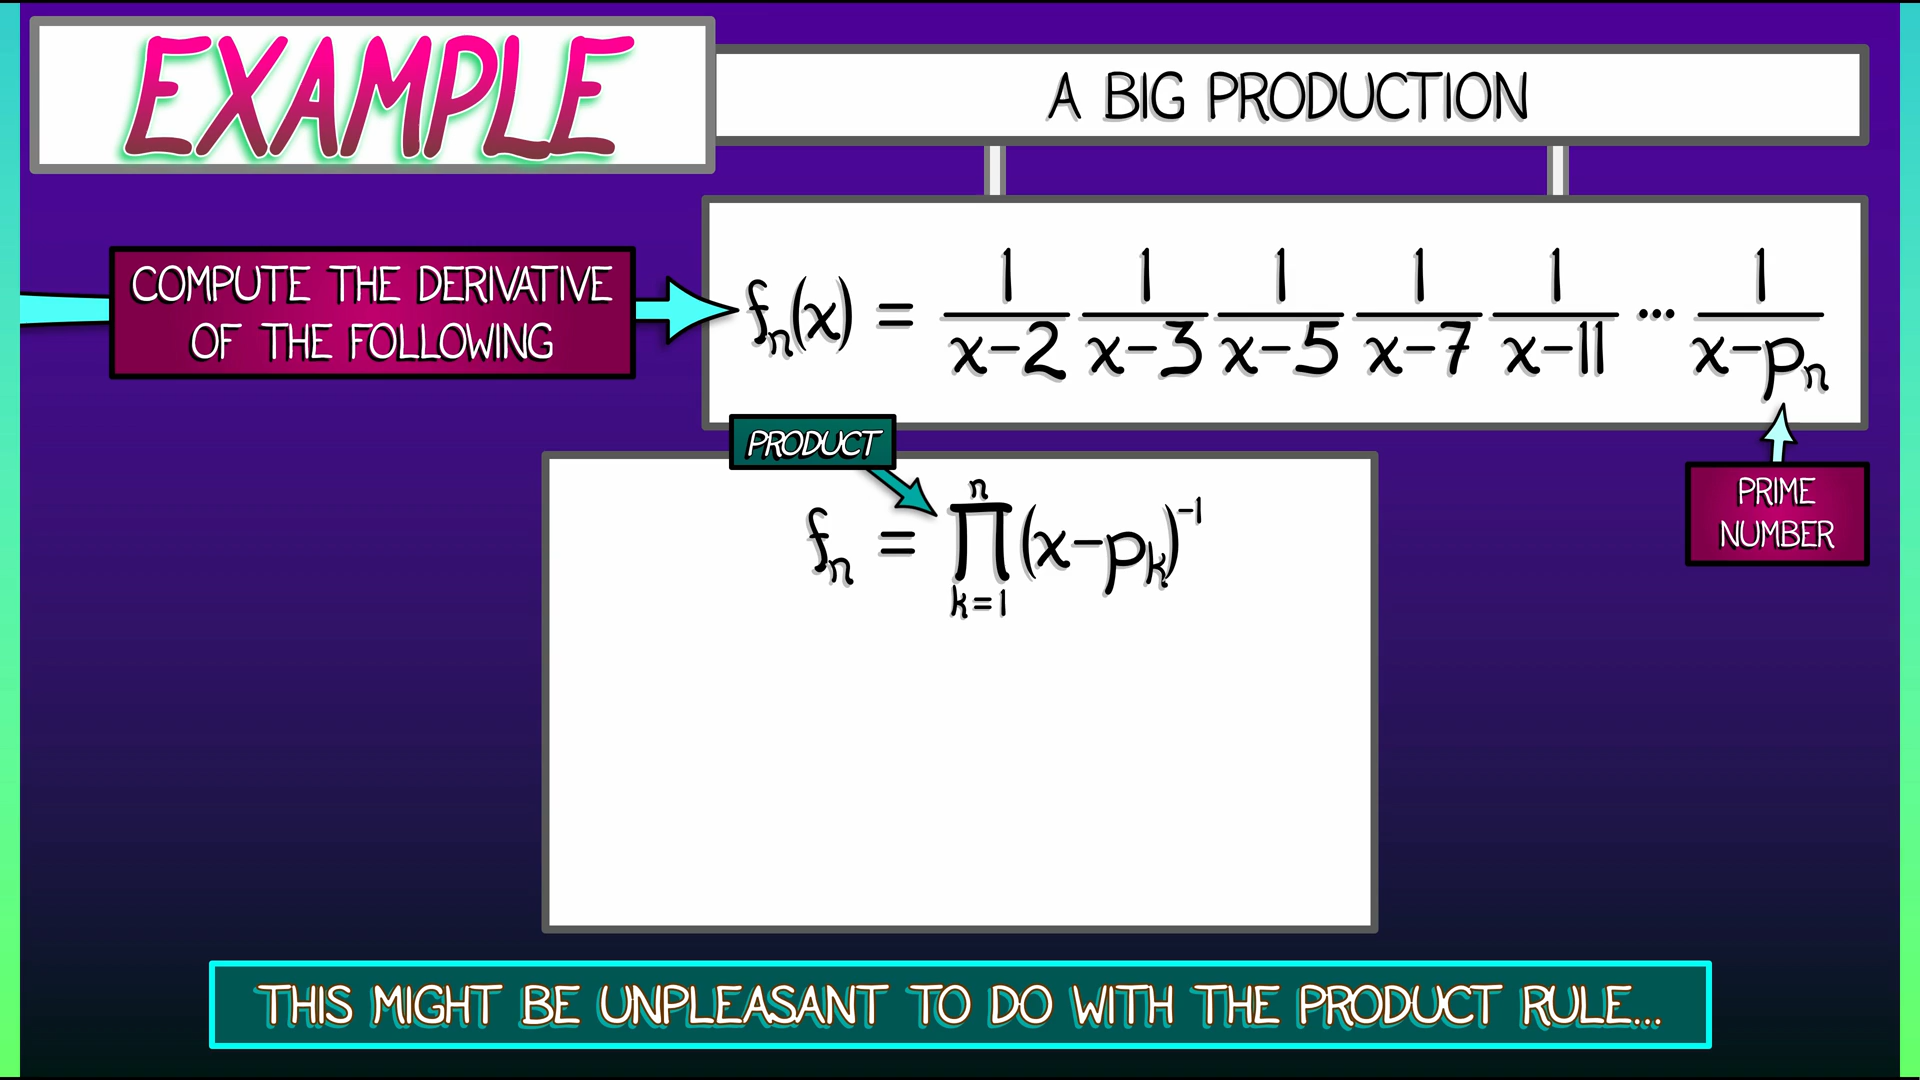 EXAMPLE
A BIG PRODUCTION
COMPUTE THE DERIVATIVE
OF THE FOLLOWING
fₙ(x) = 1/(x-2) 1/(x-3) 1/(x-5) 1/(x-7) 1/(x-11) ... 1/(x-pₙ)
PRODUCT
PRIME
NUMBER
fₙ = ∏ₖ₌₁ⁿ (x-pₖ)⁻¹
THIS MIGHT BE UNPLEASANT TO DO WITH THE PRODUCT RULE...